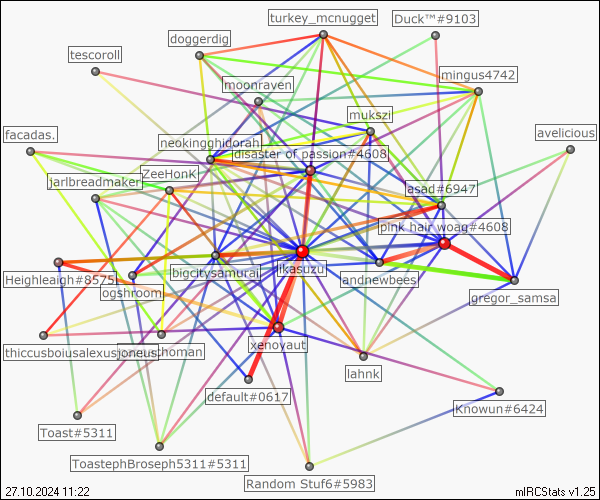 turkey_mcnugget
Duck™#9103
doggerdig
tescoroll
mingus4742
moonraven
mukszi
facadas.
avelicious
neokingghidorah
disaster of passion#4608
ZeeHonK
jarlbreadmaker
asad#6947
pink hair woag#4608
bigcitysamurai
ikasuzu
andnewbees
Heighleaigh#8575
ogshroom
gregor_samsa
xenoyaut
thiccusboiusalexusjoneus
choman
lahnk
default#0617
Knowun#6424
Toast#5311
ToastephBroseph5311#5311
Random Stuf6#5983
27.10.2024 11:22
mIRCStats v1.25